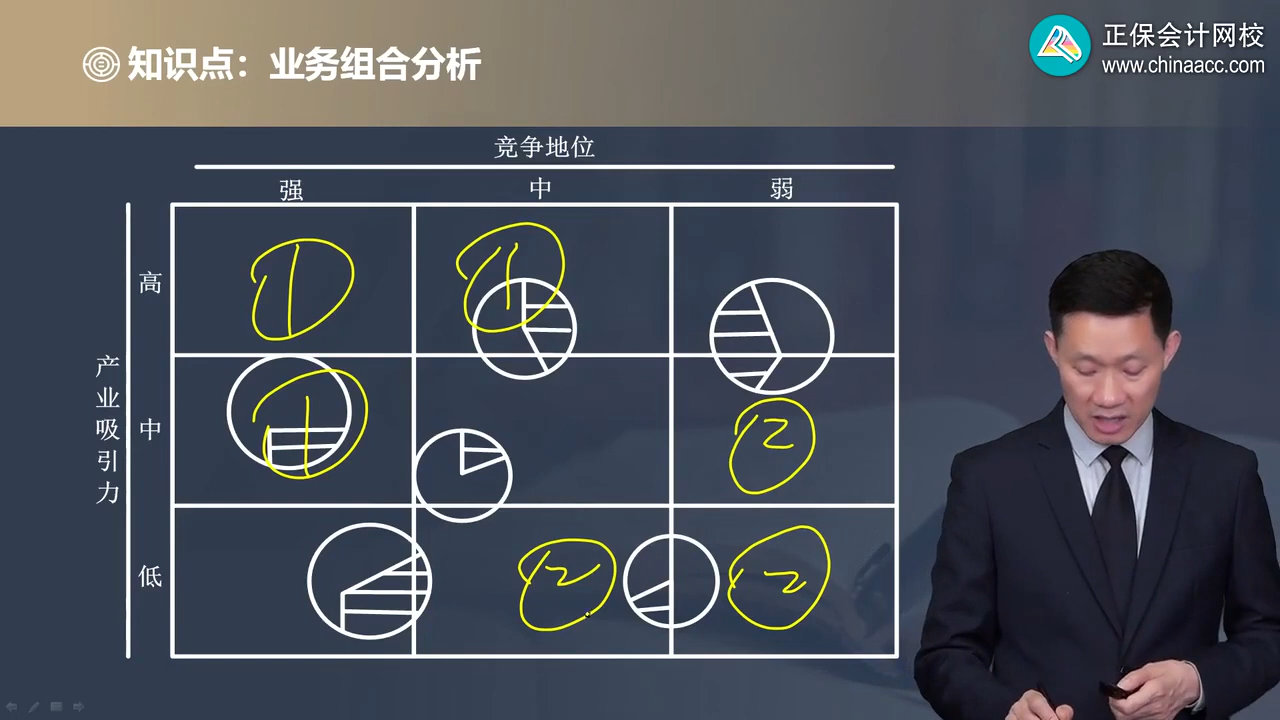 知识点：业务组合分析
正保会计网校
www.chinaacc.com
竞争地位
强 中 弱
高
产业吸引力
中
低
1
1
1
2
2
2